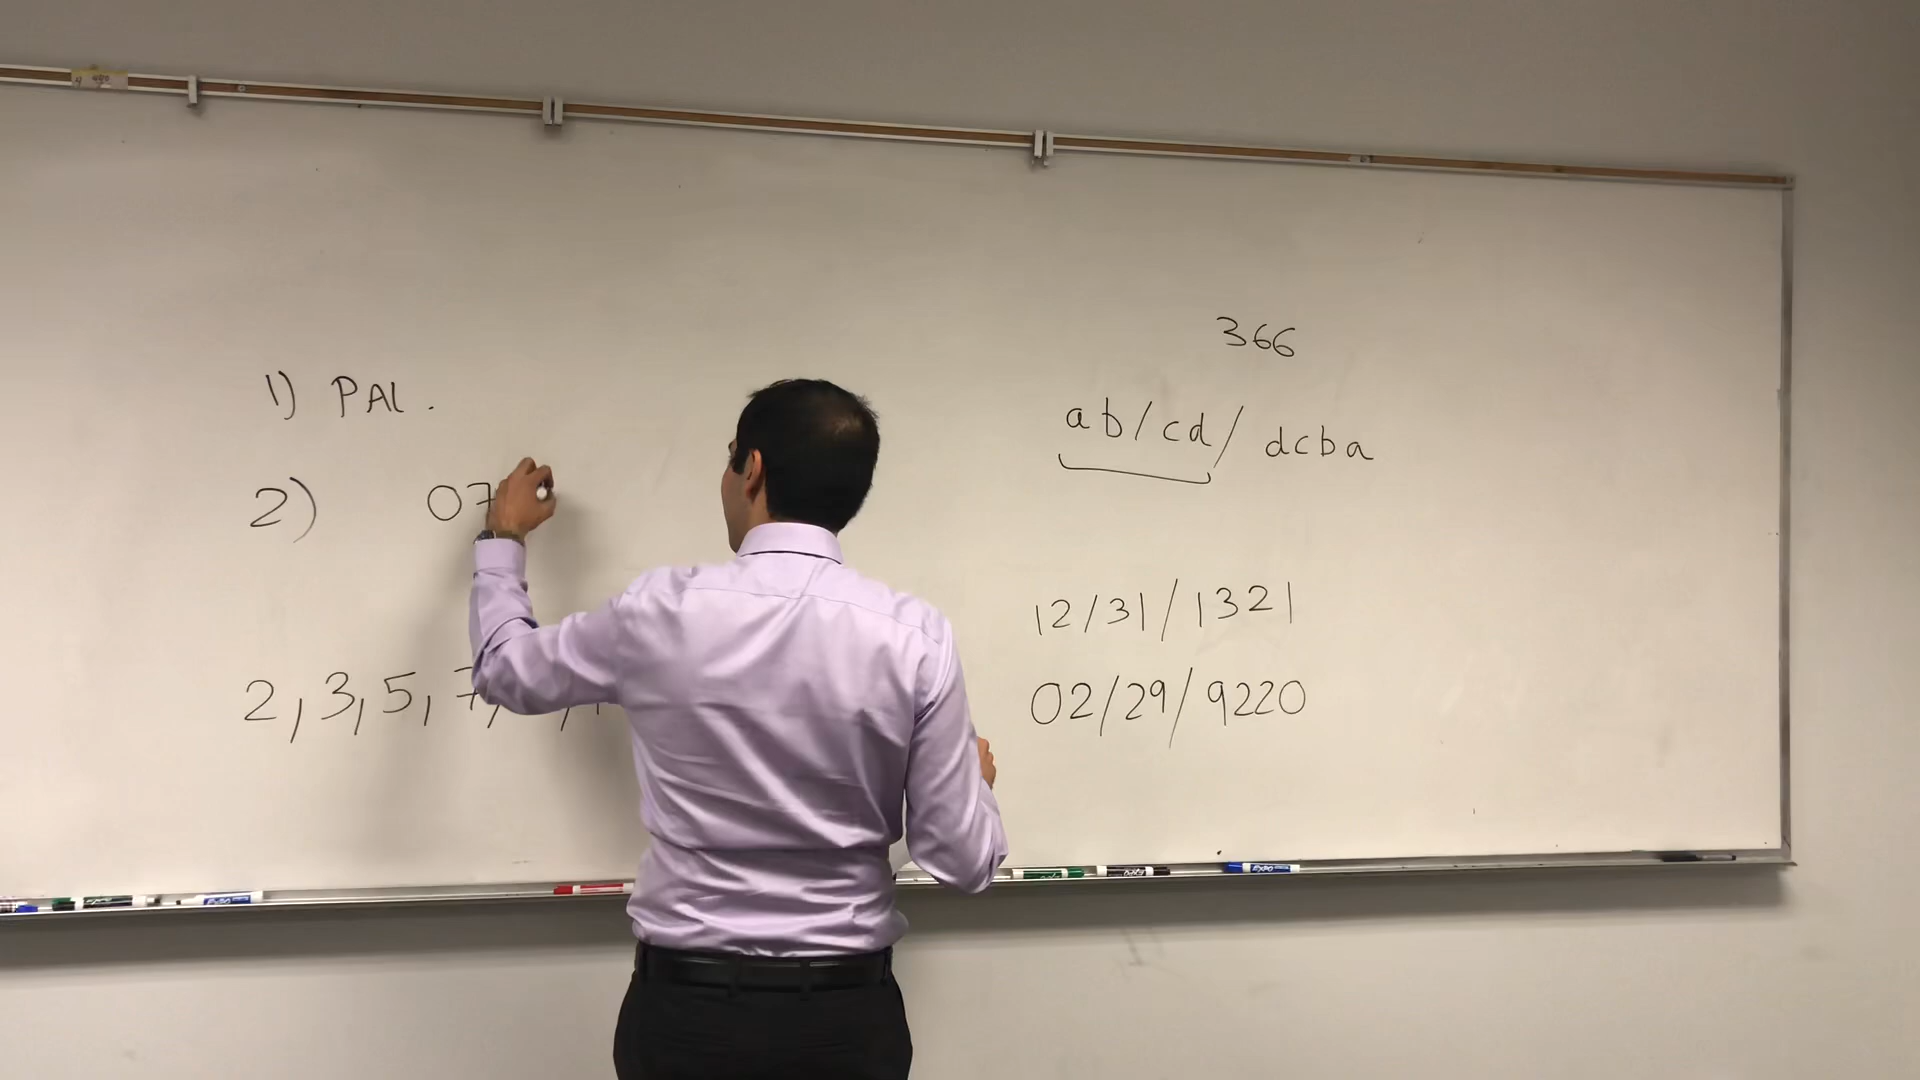 1) PAL.
2) 07
2, 3, 5, 7,
366
ab/cd/dcba
12/31/1321
02/29/9220